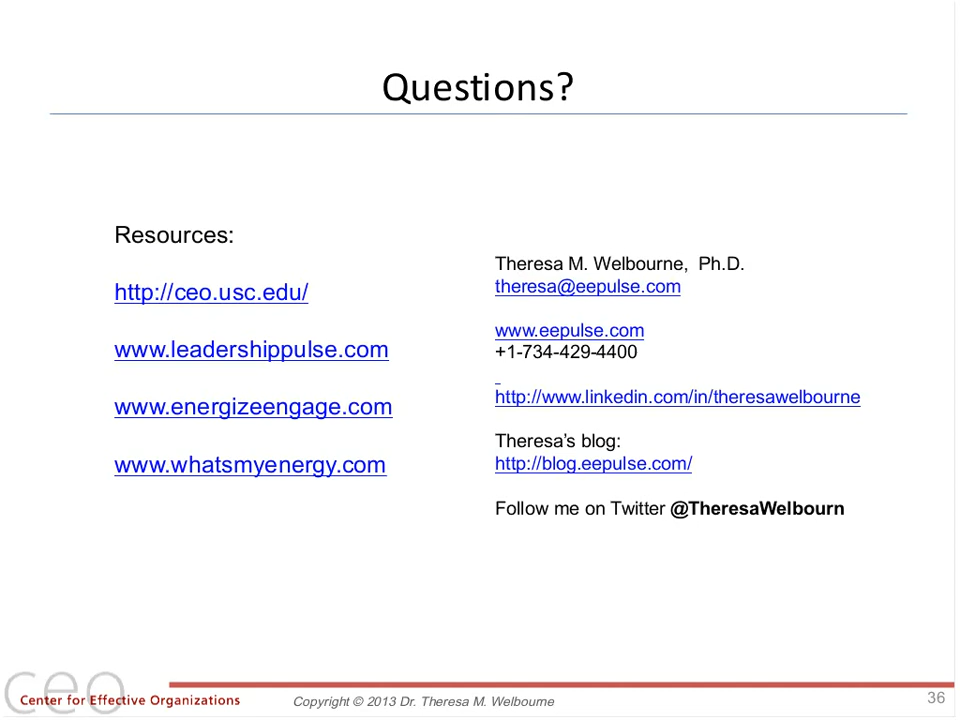 Questions?
Resources:
http://ceo.usc.edu/
www.leadershippulse.com
www.energizeengage.com
www.whatsmyenergy.com
Theresa M. Welbourne, Ph.D.
theresa@eepulse.com
www.eepulse.com
+1-734-429-4400
http://www.linkedin.com/in/theresawelbourne
Theresa’s blog:
http://blog.eepulse.com/
Follow me on Twitter @TheresaWelbourn
ceo
Center for Effective Organizations
Copyright © 2013 Dr. Theresa M. Welbourne
36